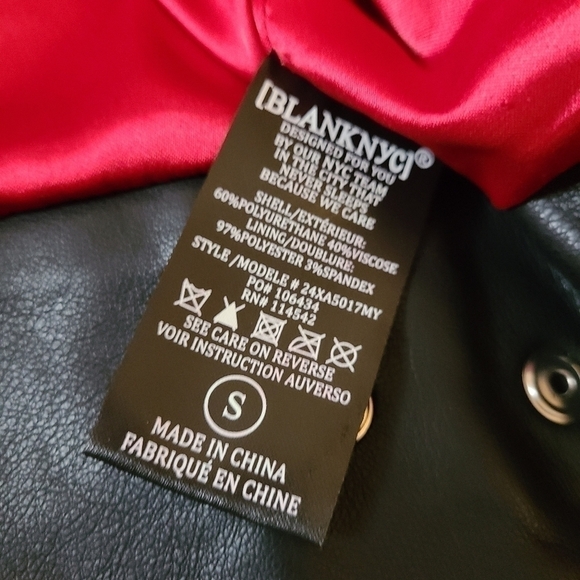 [BLANKNYC]®
DESIGNED FOR YOU
BY OUR NYC TEAM
IN THE CITY THAT
NEVER SLEEPS
BECAUSE WE CARE
SHELL/EXTÉRIEUR:
60%POLYURETHANE 40%VISCOSE
LINING/DOUBLURE:
97%POLYESTER 3%SPANDEX
STYLE /MODELE # 24XA5017MY
PO# 106494
RN# 114542
SEE CARE ON REVERSE
VOIR INSTRUCTION AUVERSO
S
MADE IN CHINA
FABRIQUÉ EN CHINE